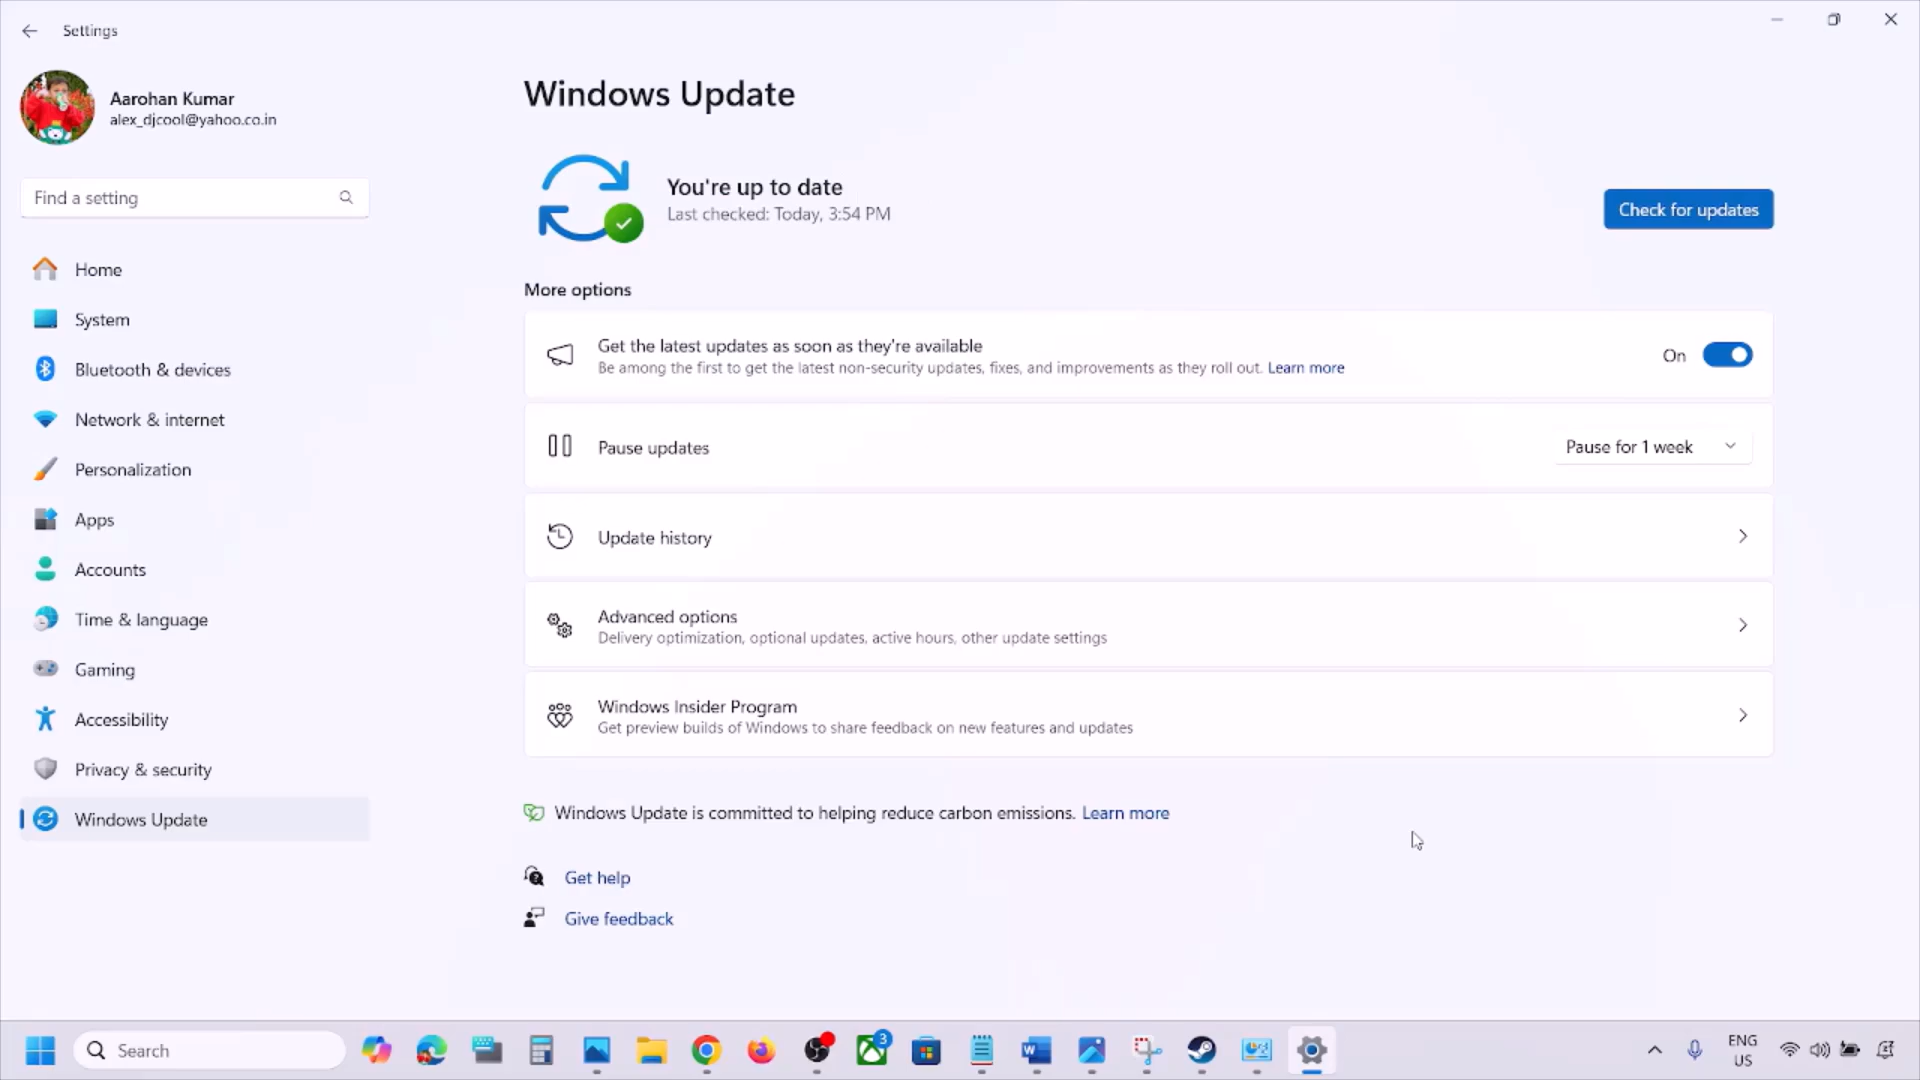 Settings
Aarohan Kumar
alex_djcool@yahoo.co.in
Find a setting
Home
System
Bluetooth & devices
Network & internet
Personalization
Apps
Accounts
Time & language
Gaming
Accessibility
Privacy & security
Windows Update
Windows Update
You're up to date
Last checked: Today, 3:54 PM
Check for updates
More options
Get the latest updates as soon as they're available
Be among the first to get the latest non-security updates, fixes, and improvements as they roll out. Learn more
On
Pause updates
Pause for 1 week
Update history
Advanced options
Delivery optimization, optional updates, active hours, other update settings
Windows Insider Program
Get preview builds of Windows to share feedback on new features and updates
Windows Update is committed to helping reduce carbon emissions. Learn more
Get help
Give feedback
Search
3
ENG
US